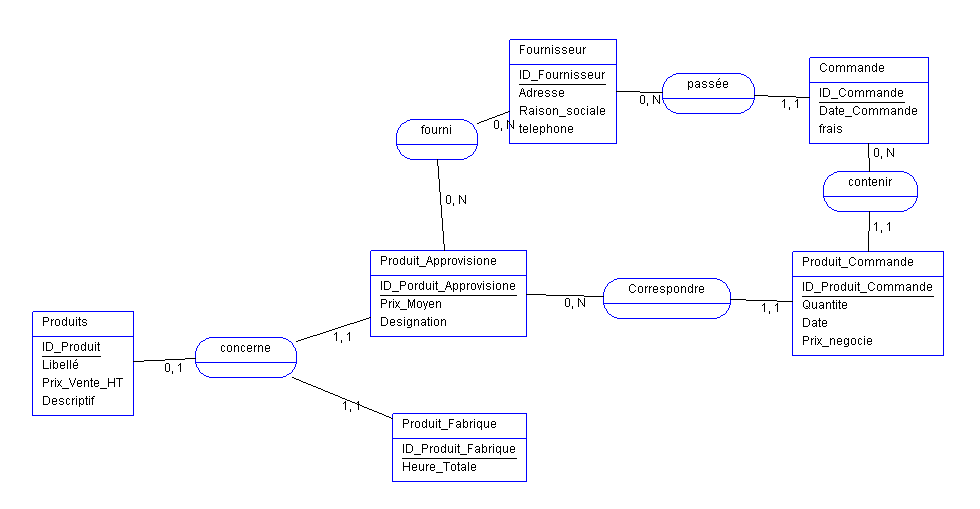 Fournisseur
ID_Fournisseur
Adresse
Raison_sociale
telephone
0, N
passée
1, 1
Commande
ID_Commande
Date_Commande
frais
0, N
fourni
0, N
0, N
contenir
1, 1
Produit_Approvisione
ID_Porduit_Approvisione
Prix_Moyen
Designation
0, N
Correspondre
1, 1
Produit_Commande
ID_Produit_Commande
Quantite
Date
Prix_negocie
Produits
ID_Produit
Libellé
Prix_Vente_HT
Descriptif
0, 1
concerne
1, 1
1, 1
Produit_Fabrique
ID_Produit_Fabrique
Heure_Totale